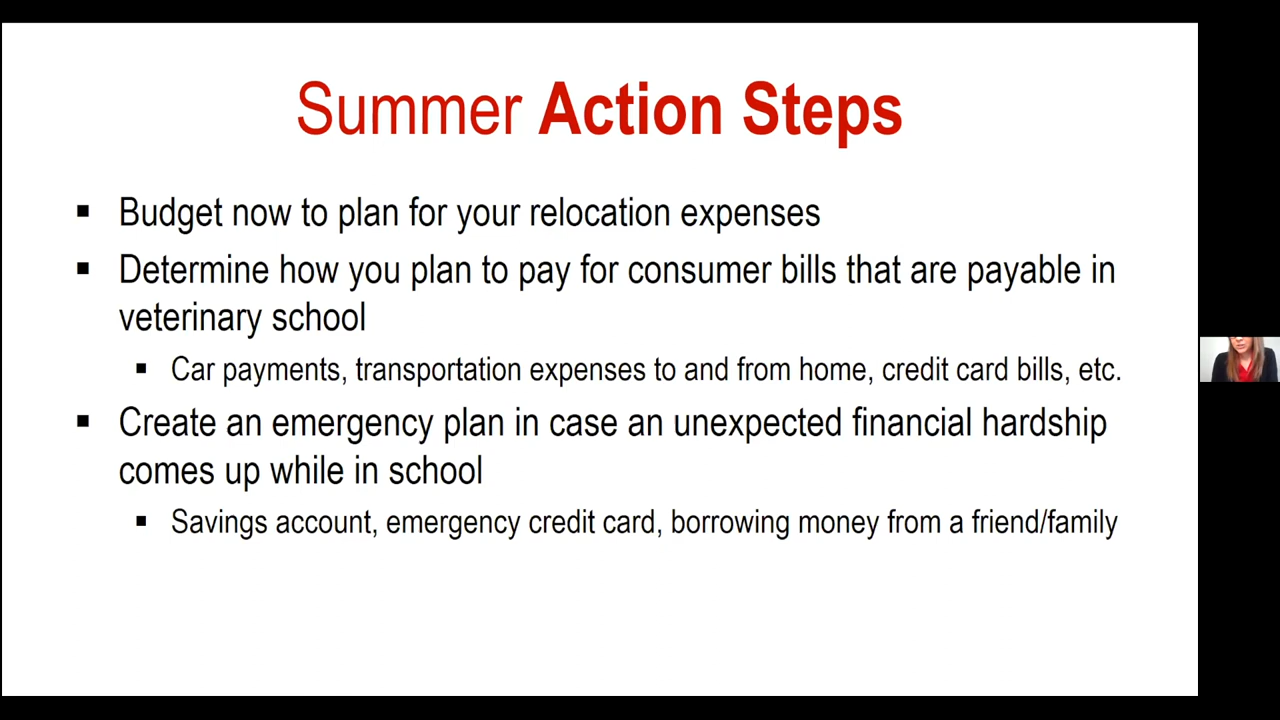 Summer Action Steps
▪ Budget now to plan for your relocation expenses
▪ Determine how you plan to pay for consumer bills that are payable in
veterinary school
▪ Car payments, transportation expenses to and from home, credit card bills, etc.
▪ Create an emergency plan in case an unexpected financial hardship
comes up while in school
▪ Savings account, emergency credit card, borrowing money from a friend/family